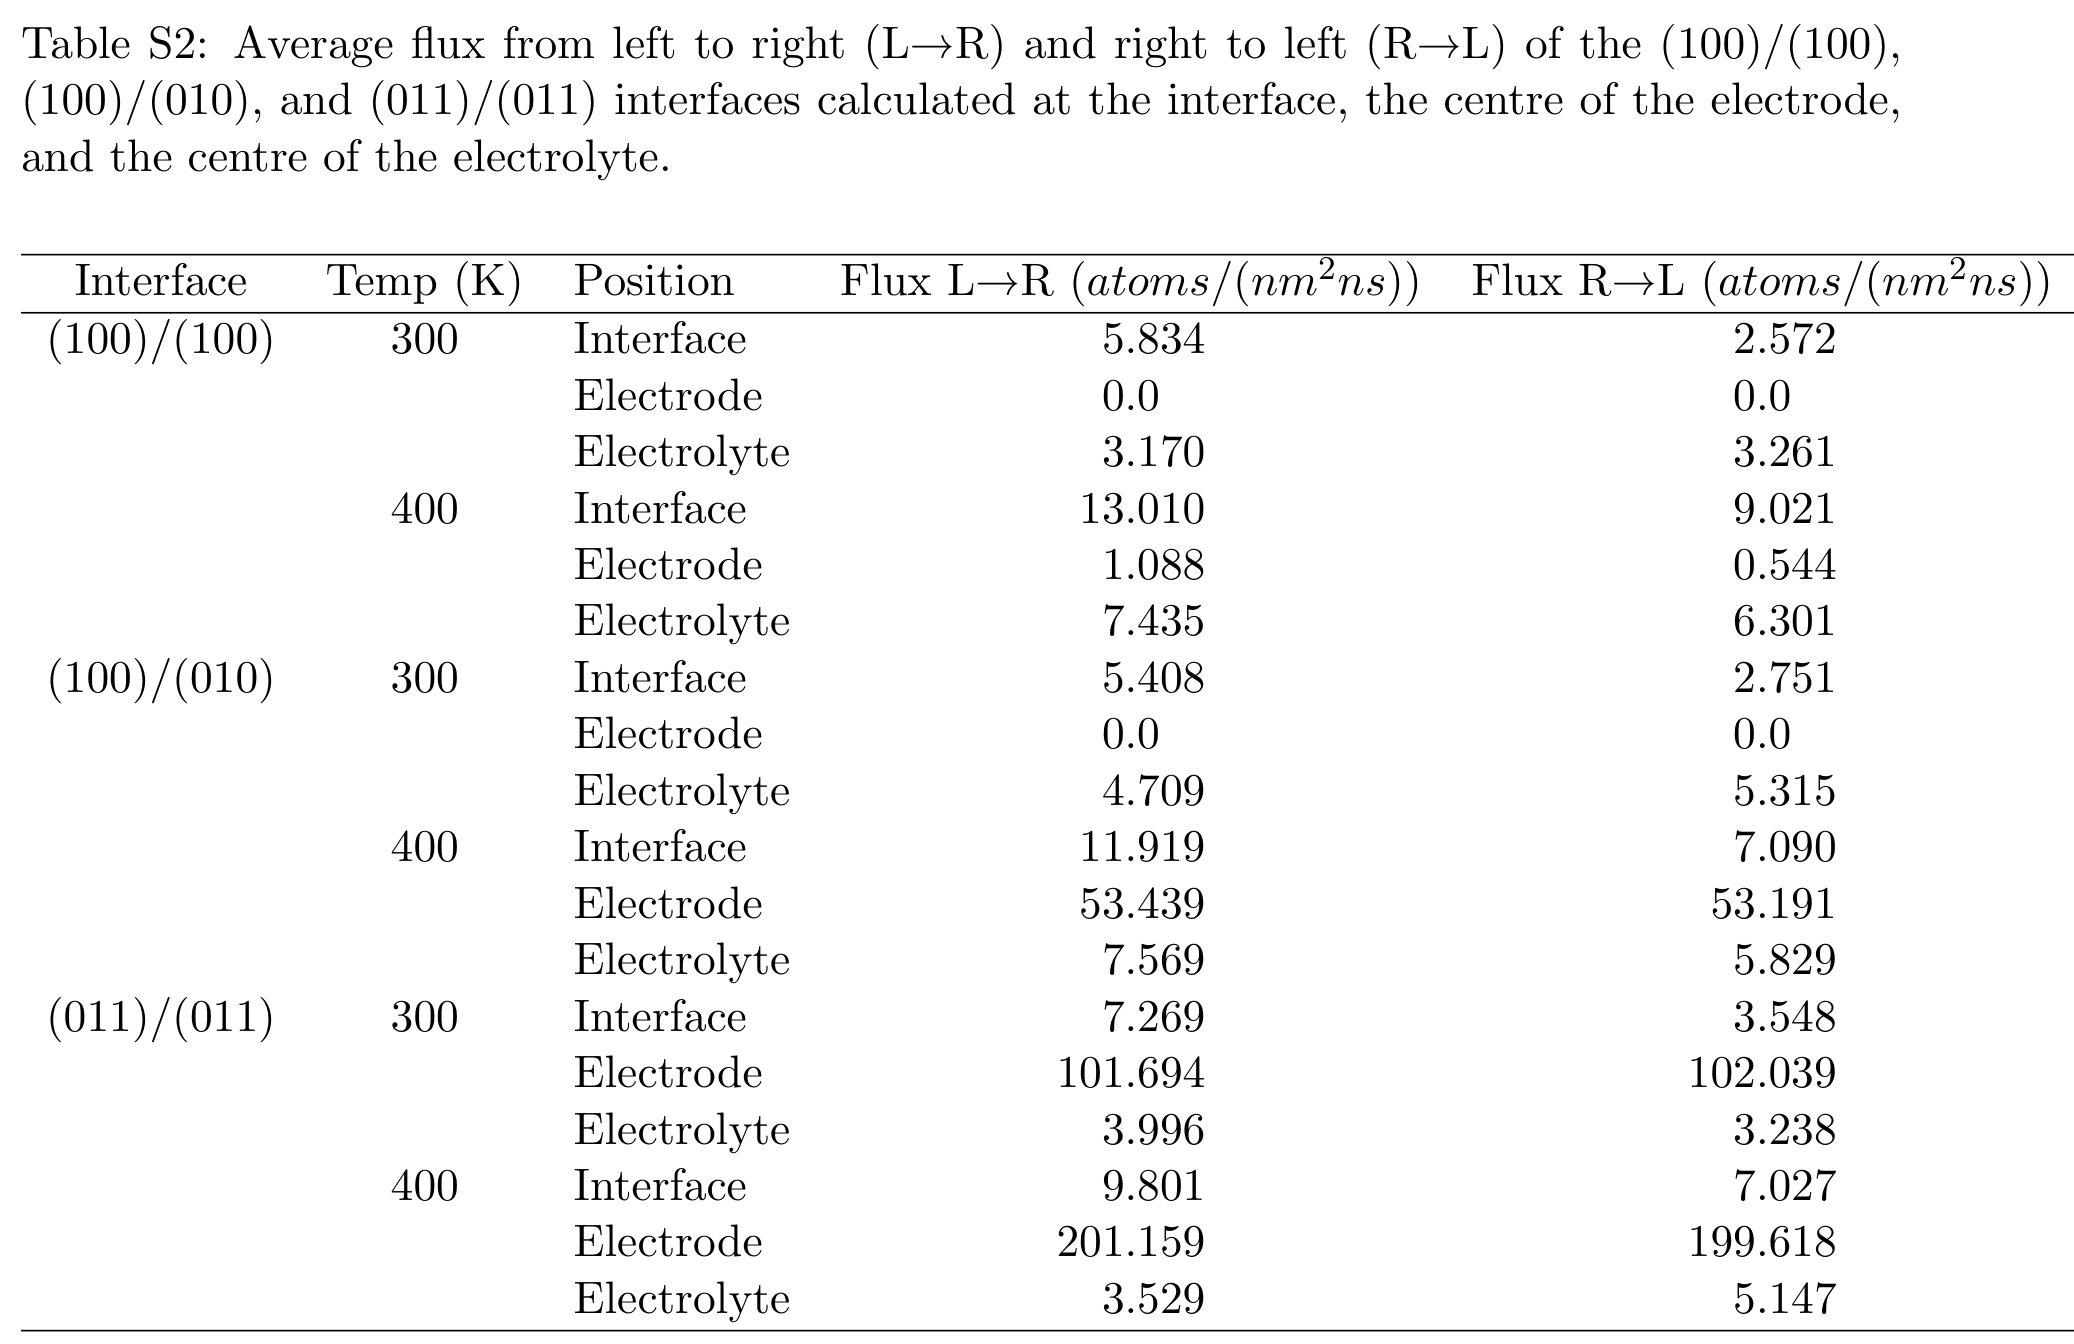 Table S2: Average flux from left to right (L→R) and right to left (R→L) of the (100)/(100),
(100)/(010), and (011)/(011) interfaces calculated at the interface, the centre of the electrode,
and the centre of the electrolyte.
Interface Temp (K) Position Flux L→R (atoms/(nm²ns)) Flux R→L (atoms/(nm²ns))
(100)/(100) 300 Interface 5.834 2.572
Electrode 0.0 0.0
Electrolyte 3.170 3.261
400 Interface 13.010 9.021
Electrode 1.088 0.544
Electrolyte 7.435 6.301
(100)/(010) 300 Interface 5.408 2.751
Electrode 0.0 0.0
Electrolyte 4.709 5.315
400 Interface 11.919 7.090
Electrode 53.439 53.191
Electrolyte 7.569 5.829
(011)/(011) 300 Interface 7.269 3.548
Electrode 101.694 102.039
Electrolyte 3.996 3.238
400 Interface 9.801 7.027
Electrode 201.159 199.618
Electrolyte 3.529 5.147